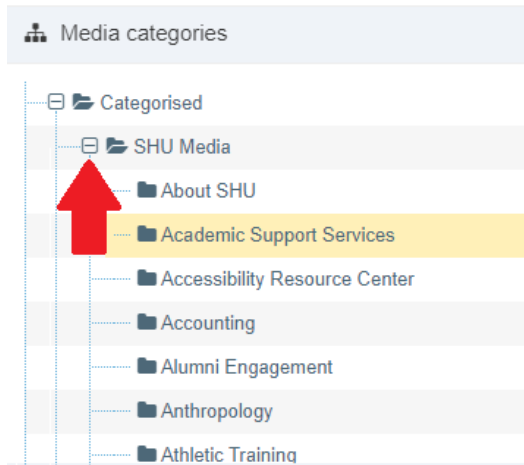 Media categories
Categorised
SHU Media
About SHU
Academic Support Services
Accessibility Resource Center
Accounting
Alumni Engagement
Anthropology
Athletic Training